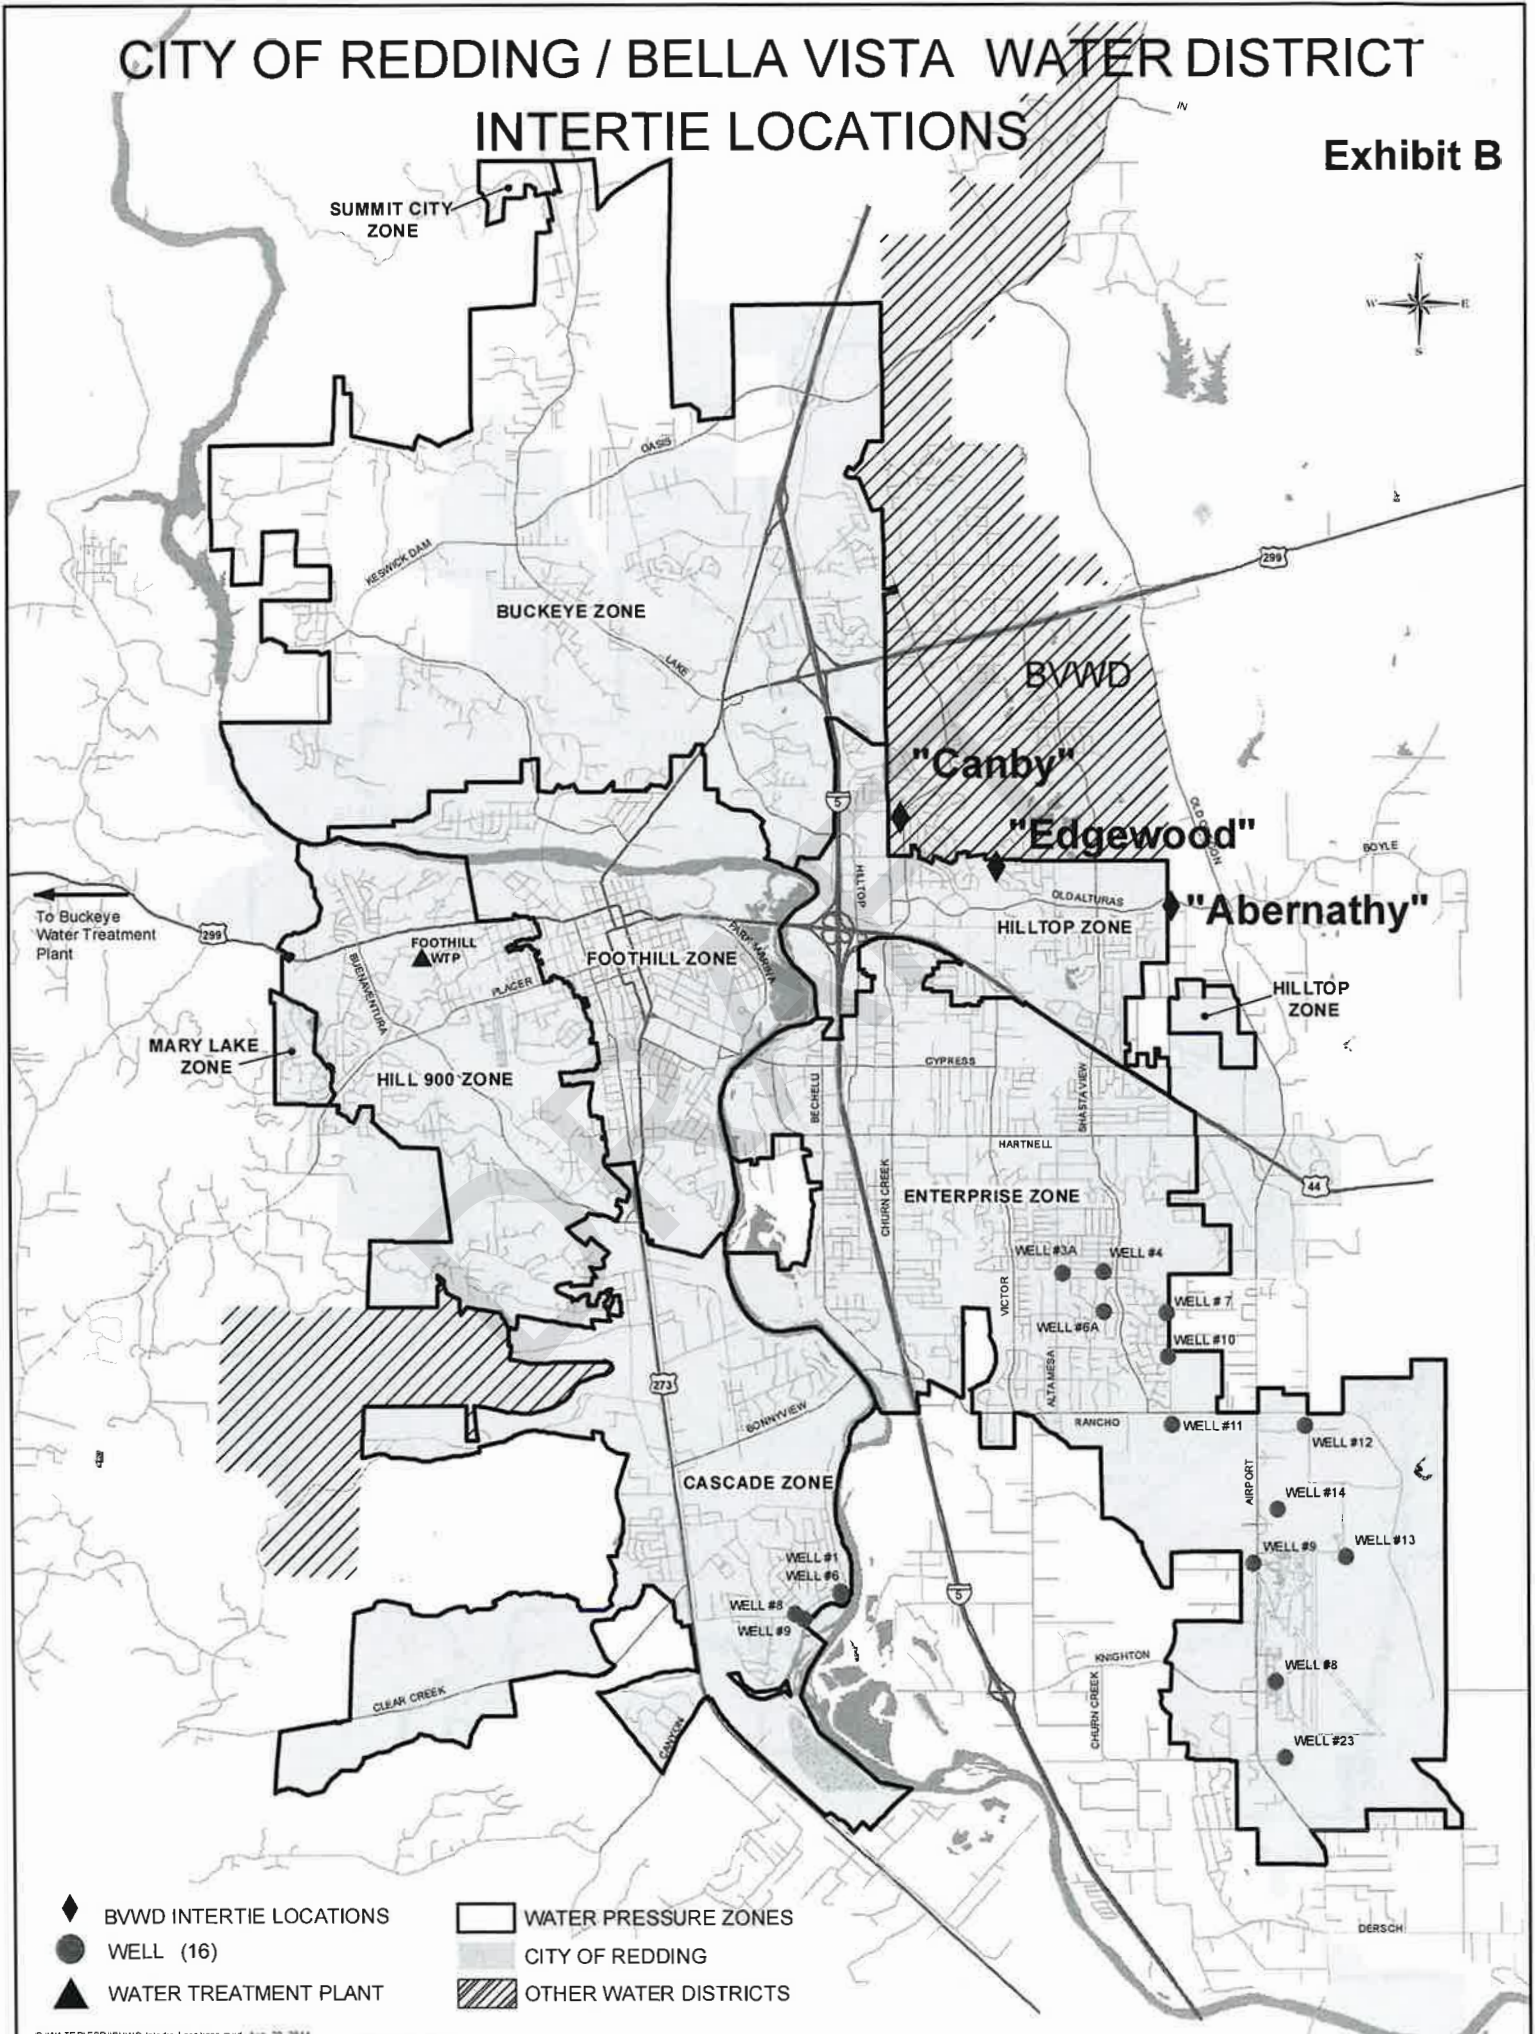 CITY OF REDDING / BELLA VISTA WATER DISTRICT
INTERTIE LOCATIONS
Exhibit B
SUMMIT CITY
ZONE
N
W
E
S
OASIS
KESWICK DAM
299
BUCKEYE ZONE
LAKE
BVWD
"Canby"
5
"Edgewood"
BOYLE
HILLTOP
OLD ALTURAS
"Abernathy"
To Buckeye
Water Treatment
Plant
299
FOOTHILL
WTP
FOOTHILL ZONE
PARK MARINA
HILLTOP ZONE
BUENAVENTURA
PLACER
HILLTOP
ZONE
MARY LAKE
ZONE
HILL 900 ZONE
CYPRESS
BECHELLI
SHASTA VIEW
HARTNELL
DRAFT
44
ENTERPRISE ZONE
CHURN CREEK
WELL #3A
WELL #4
VICTOR
WELL # 7
WELL #6A
WELL #10
273
ALTA MESA
BONNYVIEW
RANCHO
WELL #11
WELL #12
CASCADE ZONE
AIRPORT
WELL #14
WELL #9
WELL #13
WELL #1
WELL #6
WELL #8
WELL #9
5
KNIGHTON
WELL #8
CLEAR CREEK
CHURN CREEK
CANYON
WELL #23
DERSCH
BVWD INTERTIE LOCATIONS
WELL (16)
WATER TREATMENT PLANT
WATER PRESSURE ZONES
CITY OF REDDING
OTHER WATER DISTRICTS